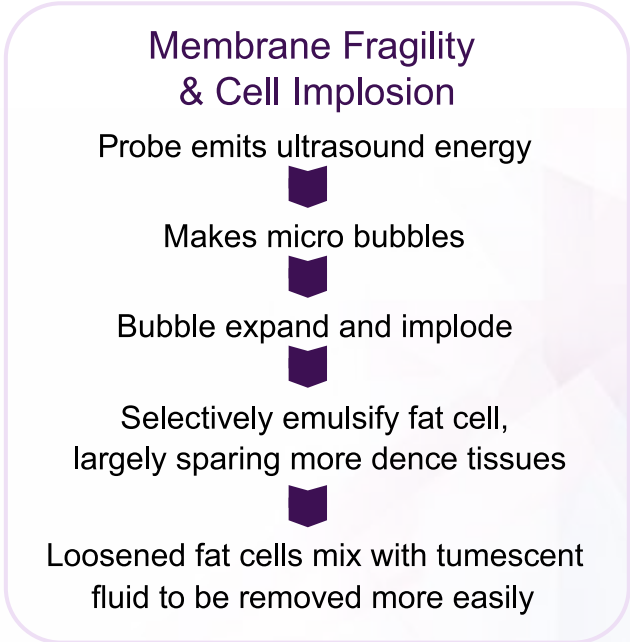 Membrane Fragility
& Cell Implosion
Probe emits ultrasound energy
Makes micro bubbles
Bubble expand and implode
Selectively emulsify fat cell,
largely sparing more dence tissues
Loosened fat cells mix with tumescent
fluid to be removed more easily